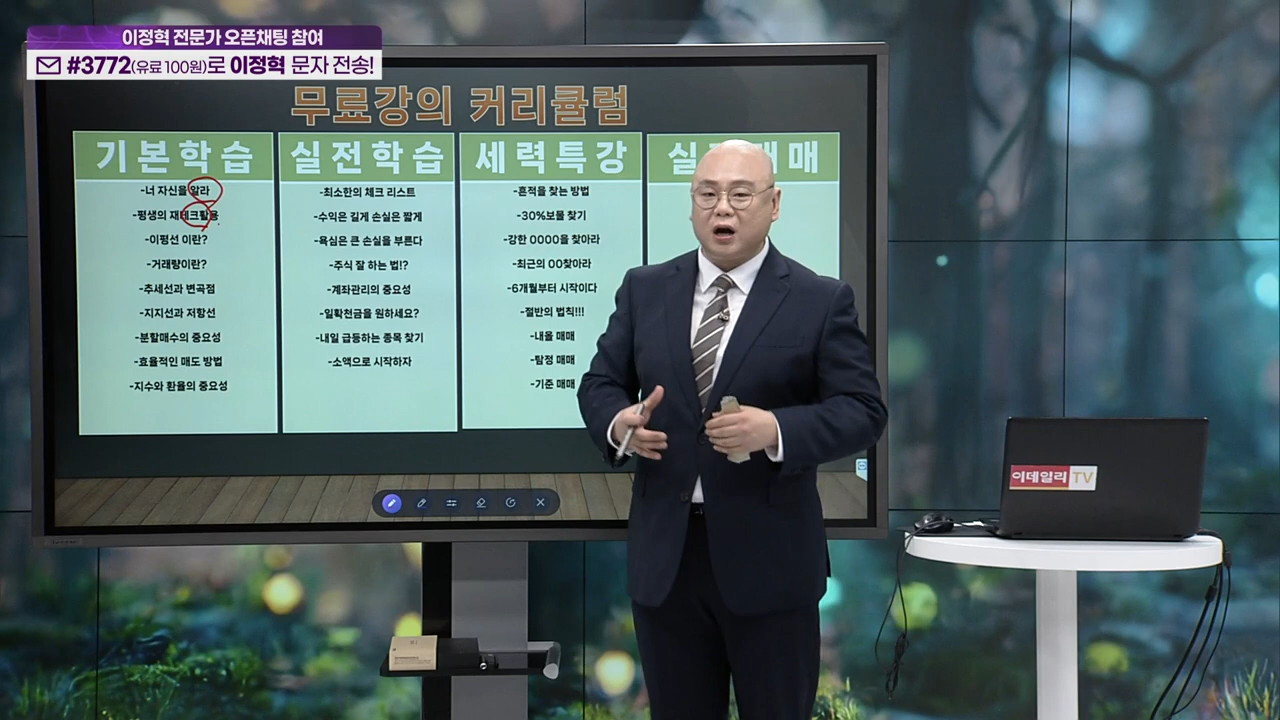 이정혁 전문가 오픈채팅 참여
#3772(유료 100원)로 이정혁 문자 전송!
무료강의 커리큘럼
기본학습
-너 자신을 알라
-평생의 재테크활용
-이평선 이란?
-거래량이란?
-추세선과 변곡점
-지지선과 저항선
-분할매수의 중요성
-효율적인 매도 방법
-지수와 환율의 중요성
실전학습
-최소한의 체크 리스트
-수익은 길게 손실은 짧게
-욕심은 큰 손실을 부른다
-주식 잘 하는 법!?
-계좌관리의 중요성
-일확천금을 원하세요?
-내일 급등하는 종목 찾기
-소액으로 시작하자
세력특강
-흔적을 찾는 방법
-30%보물 찾기
-강한 OOOO을 찾아라
-최근의 OO찾아라
-6개월부터 시작이다
-절반의 법칙!!!
-내올 매매
-탐정 매매
-기준 매매
실 매매
이데일리 TV